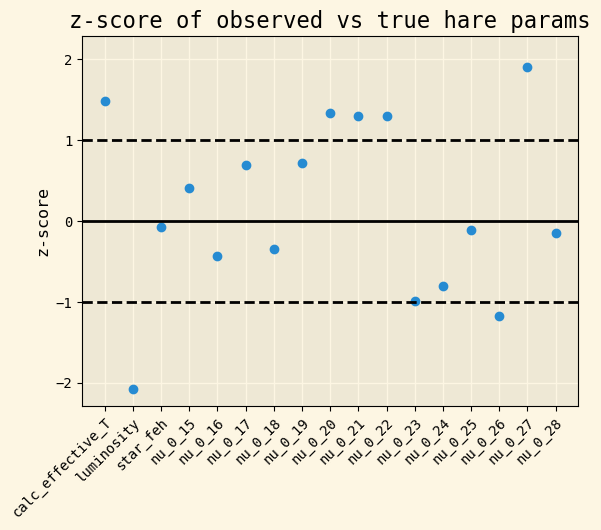 z-score of observed vs true hare params
z-score
2
1
0
−1
−2
calc_effective_T
luminosity
star_feh
nu_0_15
nu_0_16
nu_0_17
nu_0_18
nu_0_19
nu_0_20
nu_0_21
nu_0_22
nu_0_23
nu_0_24
nu_0_25
nu_0_26
nu_0_27
nu_0_28